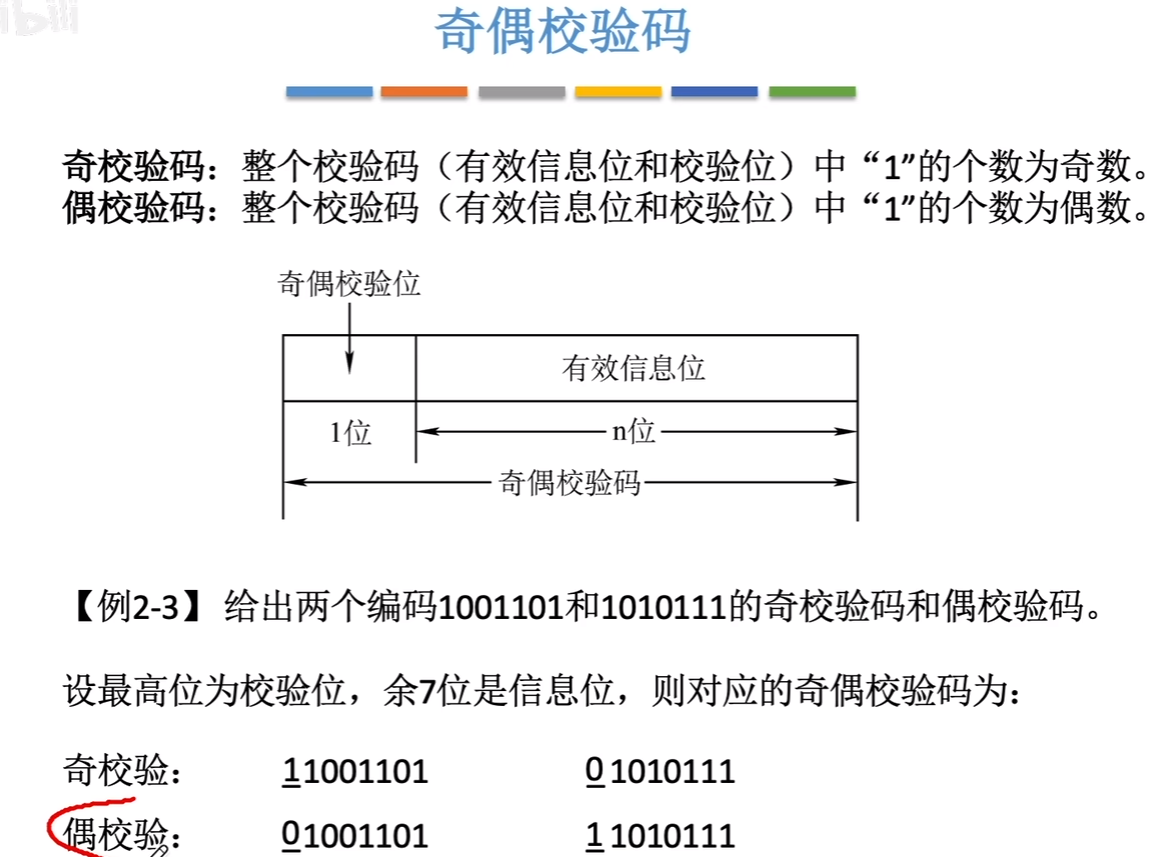 奇偶校验码
奇校验码：整个校验码（有效信息位和校验位）中“1”的个数为奇数。
偶校验码：整个校验码（有效信息位和校验位）中“1”的个数为偶数。
奇偶校验位
有效信息位
1位
n位
奇偶校验码
【例2-3】 给出两个编码1001101和1010111的奇校验码和偶校验码。
设最高位为校验位，余7位是信息位，则对应的奇偶校验码为：
奇校验： 11001101 0 1010111
偶校验： 01001101 1 1010111